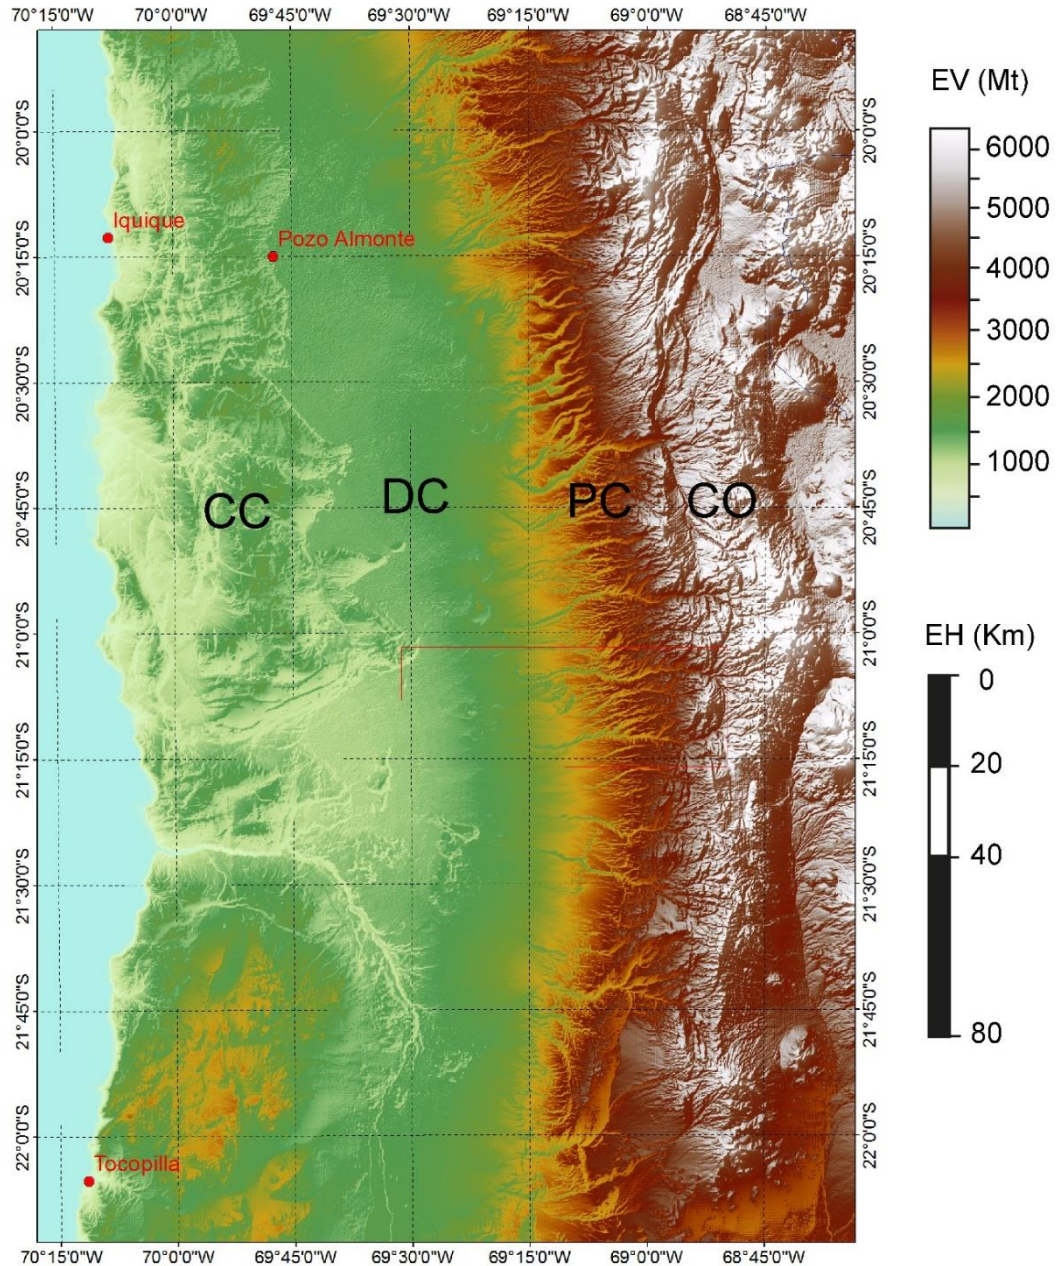 70°15'0"W 70°0'0"W 69°45'0"W 69°30'0"W 69°15'0"W 69°0'0"W 68°45'0"W
20°0'0"S
20°15'0"S
20°30'0"S
20°45'0"S
21°0'0"S
21°15'0"S
21°30'0"S
21°45'0"S
22°0'0"S
Iquique
Pozo Almonte
CC DC PC CO
Tocopilla
20°0'0"S
20°15'0"S
20°30'0"S
20°45'0"S
21°0'0"S
21°15'0"S
21°30'0"S
21°45'0"S
22°0'0"S
70°15'0"W 70°0'0"W 69°45'0"W 69°30'0"W 69°15'0"W 69°0'0"W 68°45'0"W
EV (Mt)
6000
5000
4000
3000
2000
1000
EH (Km)
0
20
40
80